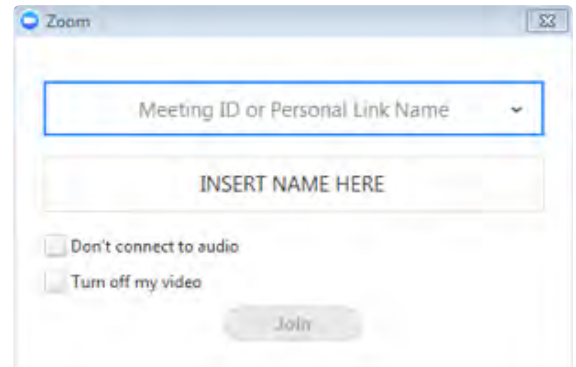 Zoom
Meeting ID or Personal Link Name
INSERT NAME HERE
Don't connect to audio
Turn off my video
Join